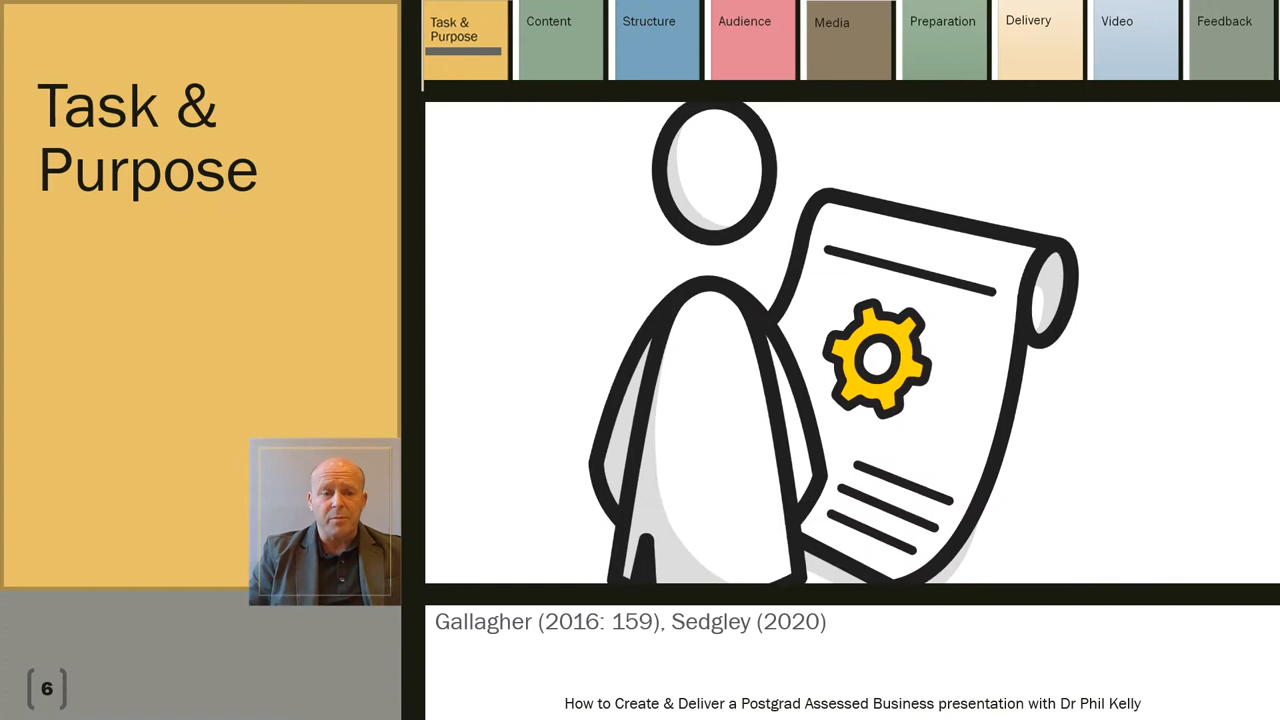 Task &
Purpose
Content
Structure
Audience
Media
Preparation
Delivery
Video
Feedback
Task &
Purpose
Gallagher (2016: 159), Sedgley (2020)
6
How to Create & Deliver a Postgrad Assessed Business presentation with Dr Phil Kelly